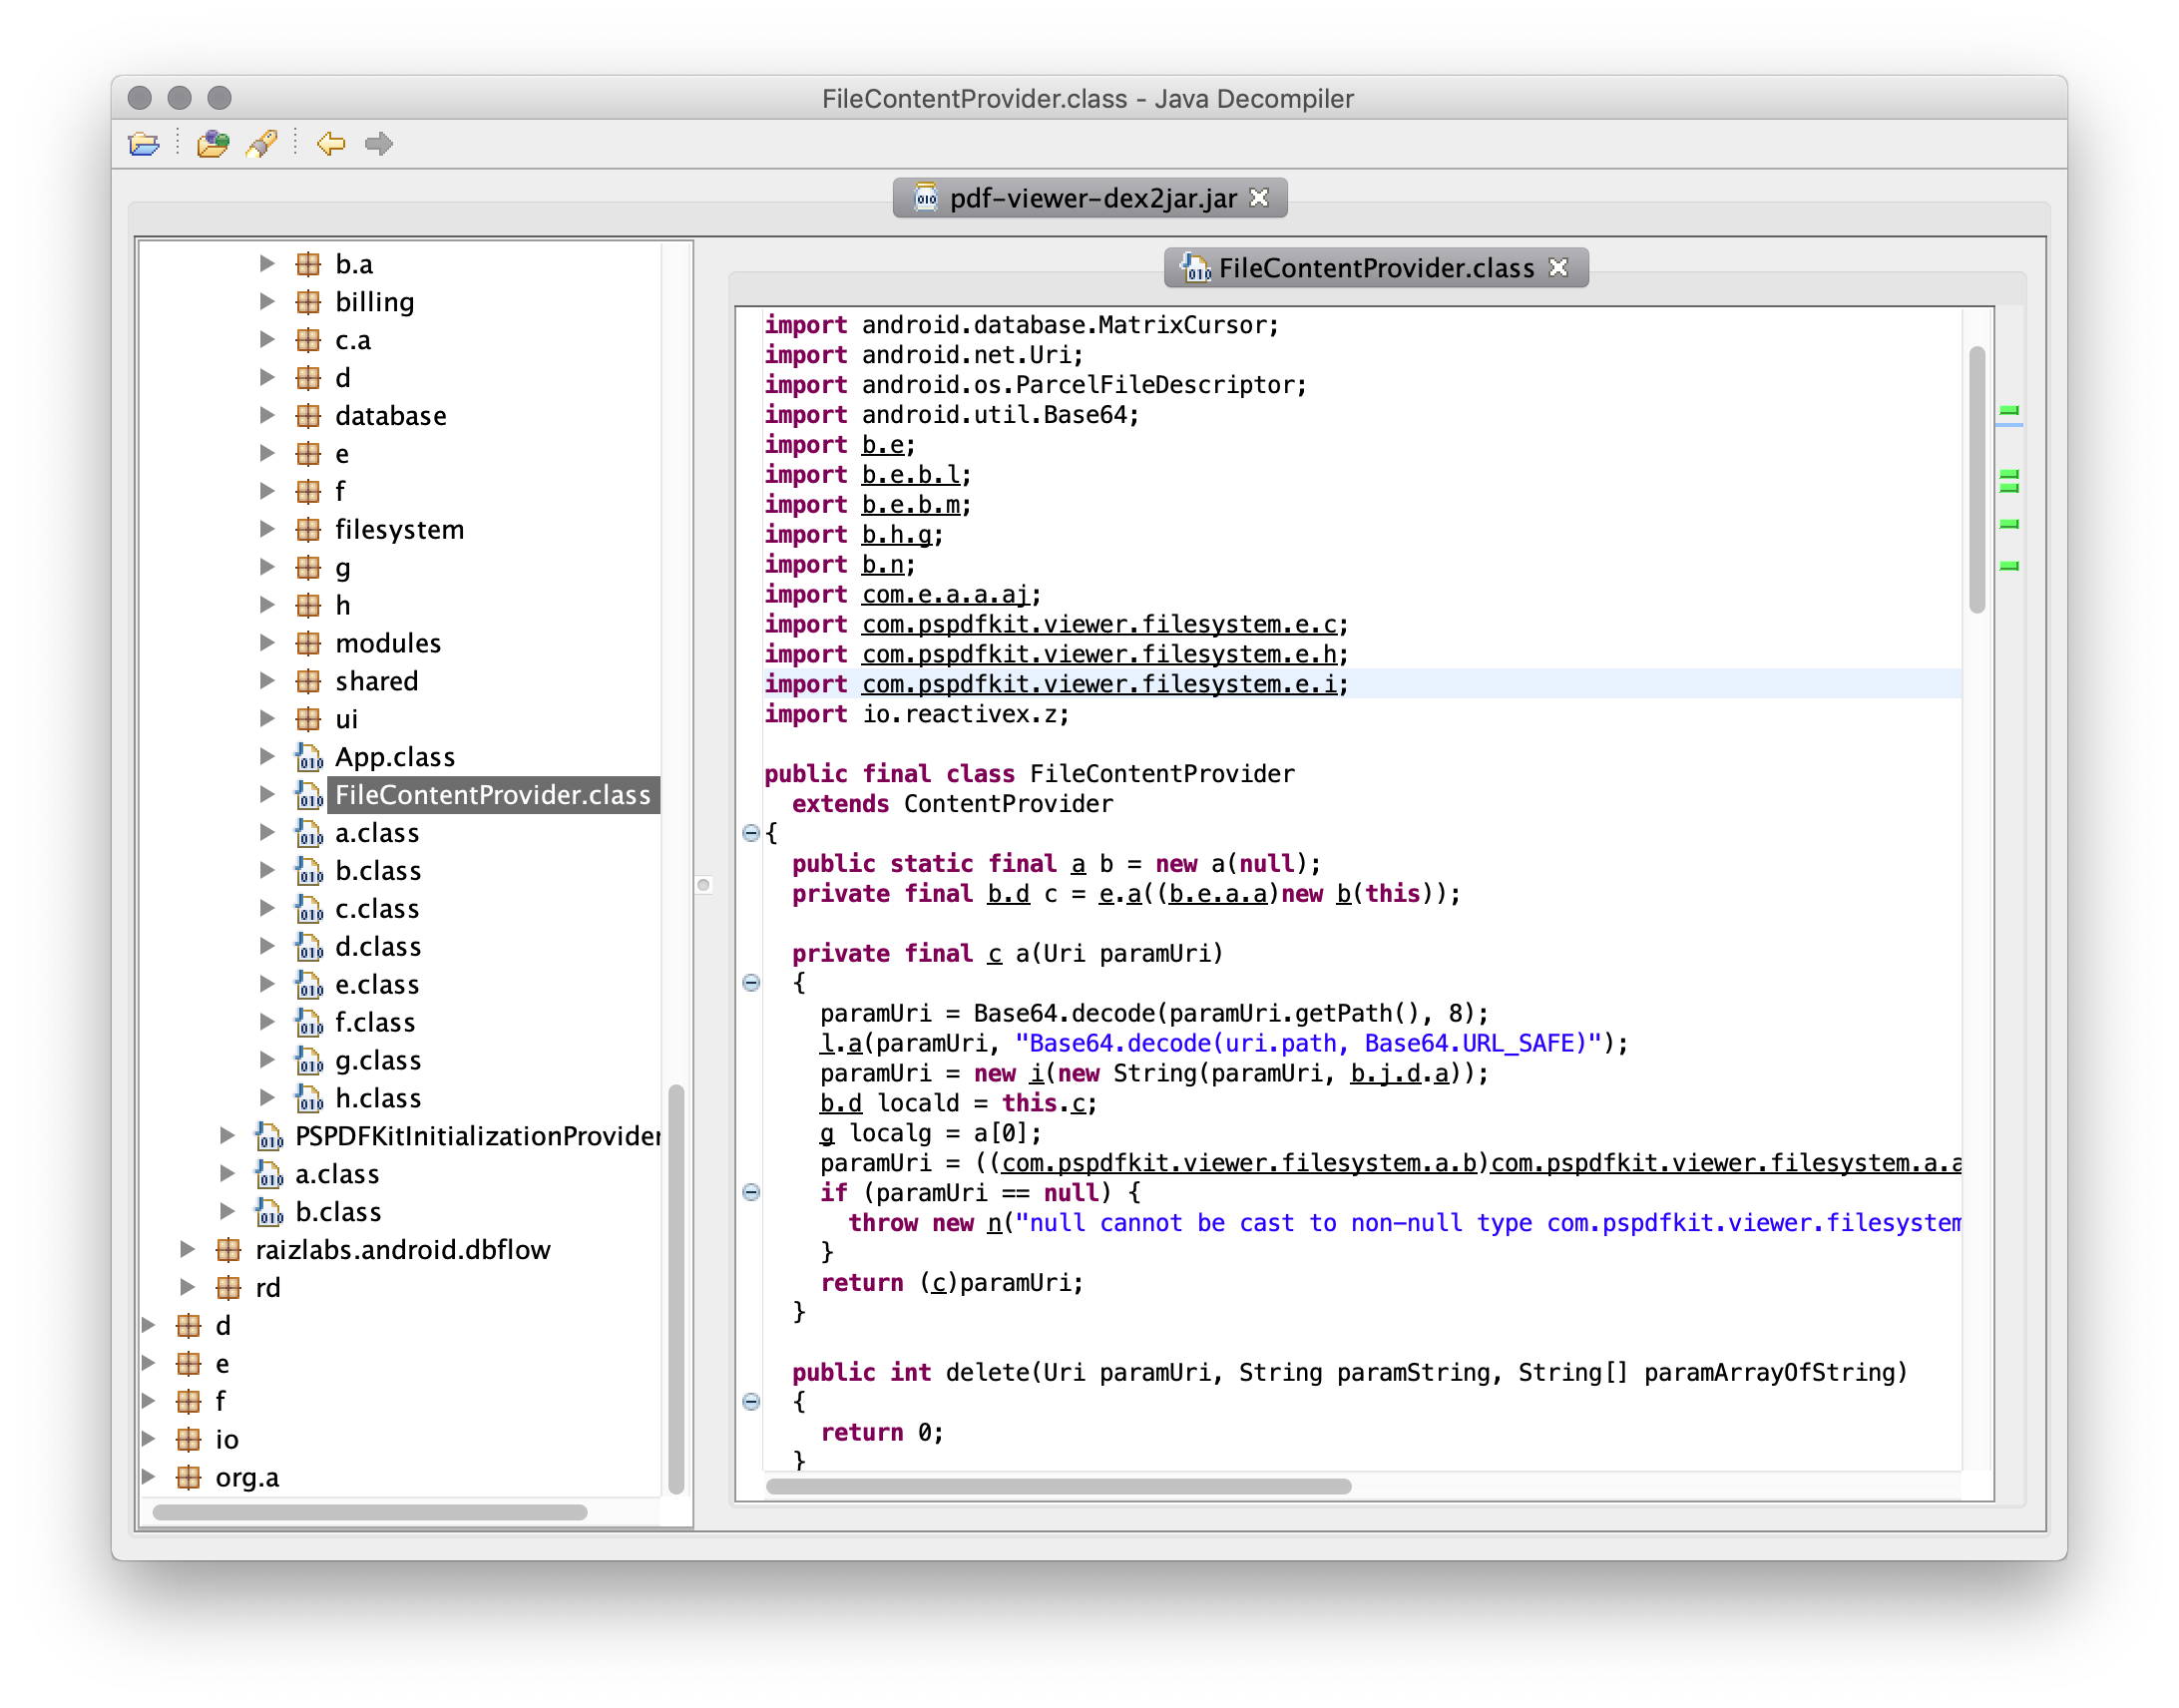 FileContentProvider.class - Java Decompiler
pdf-viewer-dex2jar.jar
b.a
billing
c.a
d
database
e
f
filesystem
g
h
modules
shared
ui
App.class
FileContentProvider.class
a.class
b.class
c.class
d.class
e.class
f.class
g.class
h.class
PSPDFKitInitializationProvider
a.class
b.class
raizlabs.android.dbflow
rd
d
e
f
io
org.a
FileContentProvider.class
import android.database.MatrixCursor;
import android.net.Uri;
import android.os.ParcelFileDescriptor;
import android.util.Base64;
import b.e;
import b.e.b.l;
import b.e.b.m;
import b.h.g;
import b.n;
import com.e.a.a.aj;
import com.pspdfkit.viewer.filesystem.e.c;
import com.pspdfkit.viewer.filesystem.e.h;
import com.pspdfkit.viewer.filesystem.e.i;
import io.reactivex.z;
public final class FileContentProvider
extends ContentProvider
{
public static final a b = new a(null);
private final b.d c = e.a((b.e.a.a)new b(this));
private final c a(Uri paramUri)
{
paramUri = Base64.decode(paramUri.getPath(), 8);
l.a(paramUri, "Base64.decode(uri.path, Base64.URL_SAFE)");
paramUri = new i(new String(paramUri, b.j.d.a));
b.d locald = this.c;
g localg = a[0];
paramUri = ((com.pspdfkit.viewer.filesystem.a.b)com.pspdfkit.viewer.filesystem.a.a
if (paramUri == null) {
throw new n("null cannot be cast to non-null type com.pspdfkit.viewer.filesystem
}
return (c)paramUri;
}
public int delete(Uri paramUri, String paramString, String[] paramArrayOfString)
{
return 0;
}